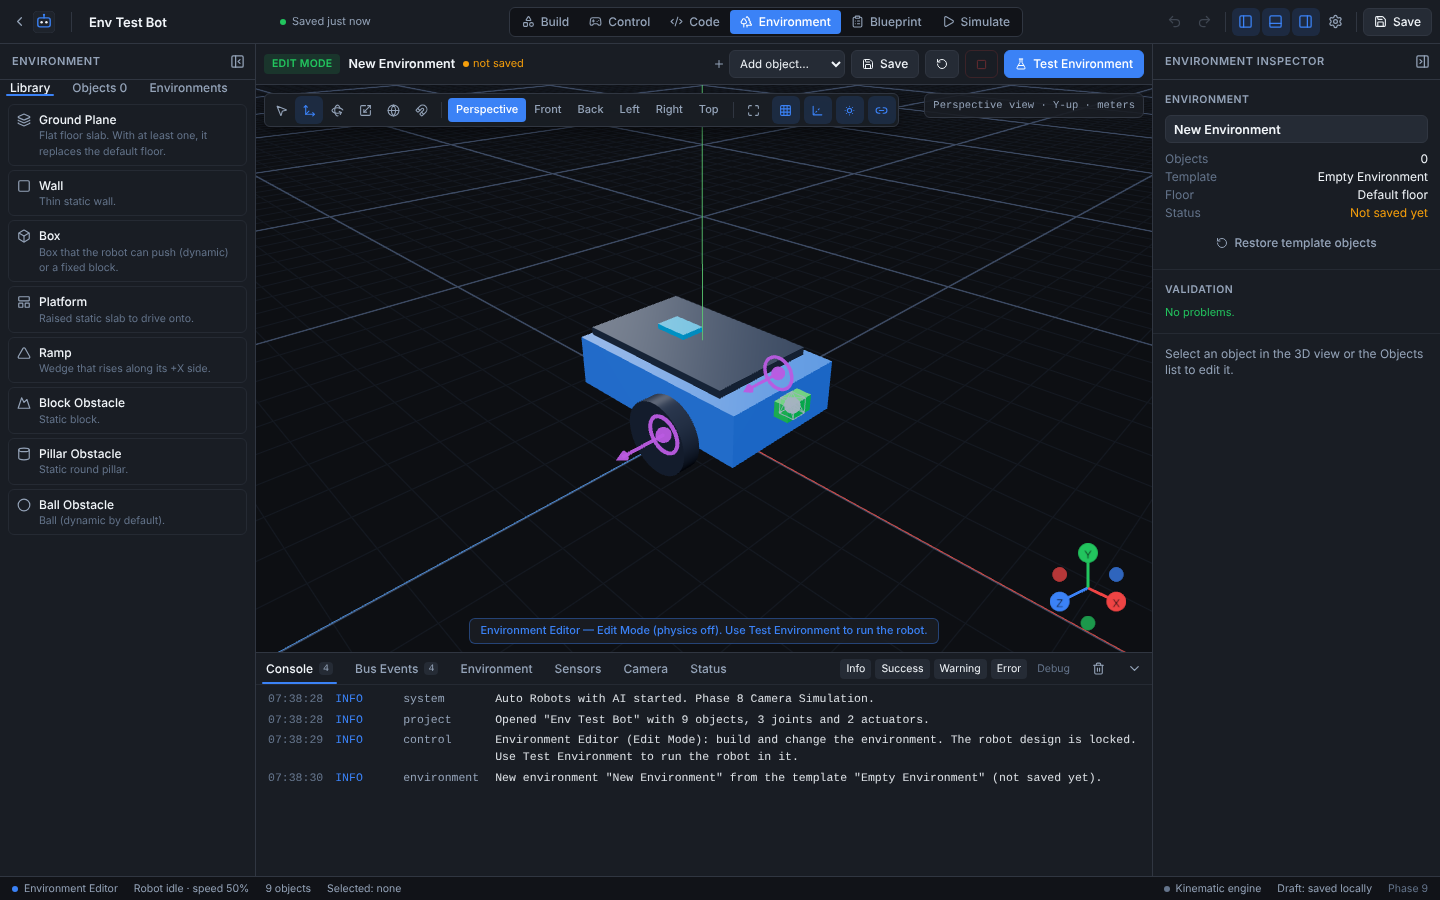 Env Test Bot
Saved just now
Build
Control
Code
Environment
Blueprint
Simulate
Save
ENVIRONMENT
Library
Objects 0
Environments
Ground Plane
Flat floor slab. With at least one, it
replaces the default floor.
Wall
Thin static wall.
Box
Box that the robot can push (dynamic)
or a fixed block.
Platform
Raised static slab to drive onto.
Ramp
Wedge that rises along its +X side.
Block Obstacle
Static block.
Pillar Obstacle
Static round pillar.
Ball Obstacle
Ball (dynamic by default).
EDIT MODE
New Environment
not saved
Add object...
Save
Test Environment
Perspective
Front
Back
Left
Right
Top
Perspective view · Y-up · meters
Y
Z
X
Environment Editor — Edit Mode (physics off). Use Test Environment to run the robot.
Console 4
Bus Events 4
Environment
Sensors
Camera
Status
Info
Success
Warning
Error
Debug
07:38:28 INFO system Auto Robots with AI started. Phase 8 Camera Simulation.
07:38:28 INFO project Opened "Env Test Bot" with 9 objects, 3 joints and 2 actuators.
07:38:29 INFO control Environment Editor (Edit Mode): build and change the environment. The robot design is locked.
Use Test Environment to run the robot in it.
07:38:30 INFO environment New environment "New Environment" from the template "Empty Environment" (not saved yet).
ENVIRONMENT INSPECTOR
ENVIRONMENT
New Environment
Objects 0
Template Empty Environment
Floor Default floor
Status Not saved yet
Restore template objects
VALIDATION
No problems.
Select an object in the 3D view or the Objects
list to edit it.
Environment Editor
Robot idle · speed 50%
9 objects
Selected: none
Kinematic engine
Draft: saved locally
Phase 9